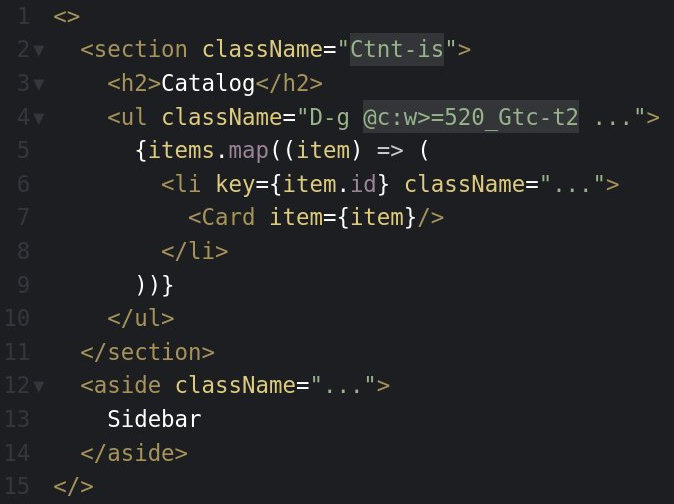 1 <>
2 <section className="Ctnt-is">
3 <h2>Catalog</h2>
4 <ul className="D-g @c:w>=520_Gtc-t2 ...">
5 {items.map((item) => (
6 <li key={item.id} className="...">
7 <Card item={item}/>
8 </li>
9 ))}
10 </ul>
11 </section>
12 <aside className="...">
13 Sidebar
14 </aside>
15 </>